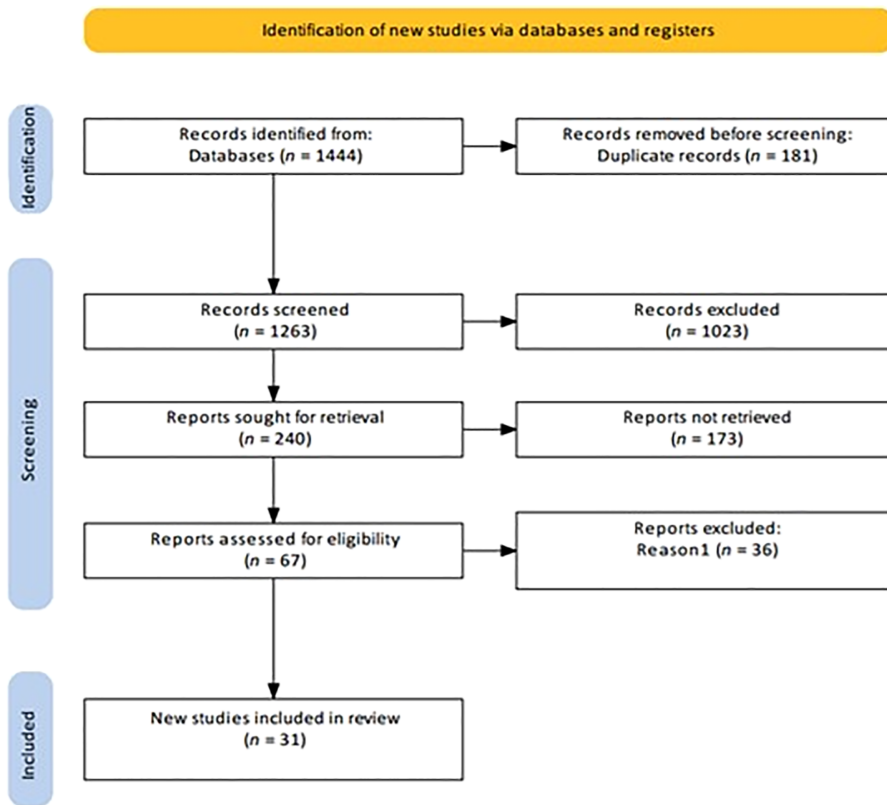 Identification of new studies via databases and registers
Identification
Records identified from:
Databases (n = 1444)
Records removed before screening:
Duplicate records (n = 181)
Screening
Records screened
(n = 1263)
Records excluded
(n = 1023)
Reports sought for retrieval
(n = 240)
Reports not retrieved
(n = 173)
Reports assessed for eligibility
(n = 67)
Reports excluded:
Reason1 (n = 36)
Included
New studies included in review
(n = 31)